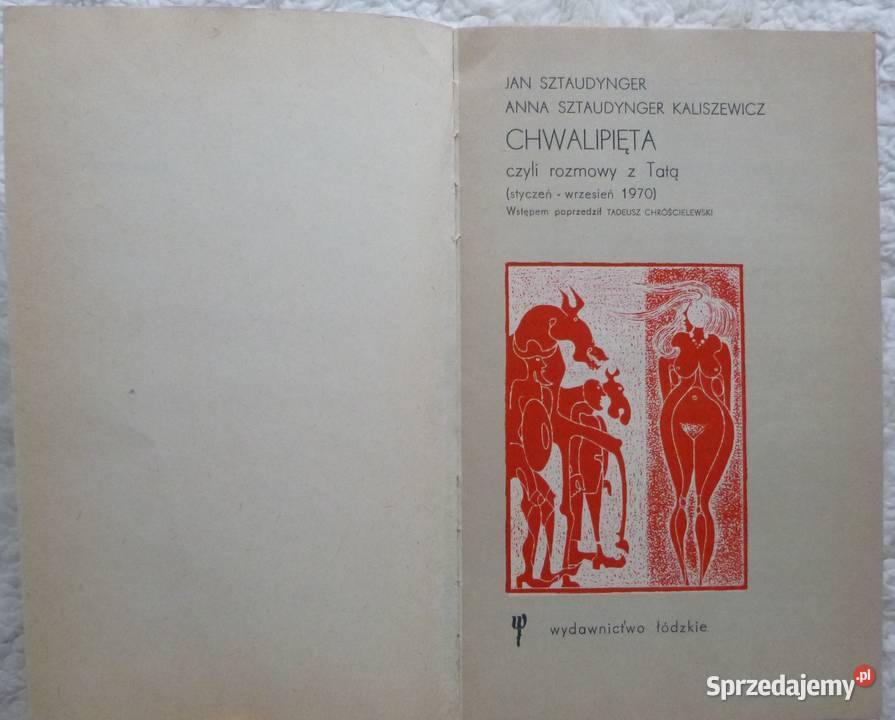 JAN SZTAUDYNGER
ANNA SZTAUDYNGER KALISZEWICZ
CHWALIPIĘTA
czyli rozmowy z Tatą
(styczeń - wrzesień 1970)
Wstępem poprzedził TADEUSZ CHRÓŚCIELEWSKI
wydawnictwo łódzkie
Sprzedajemy.pl